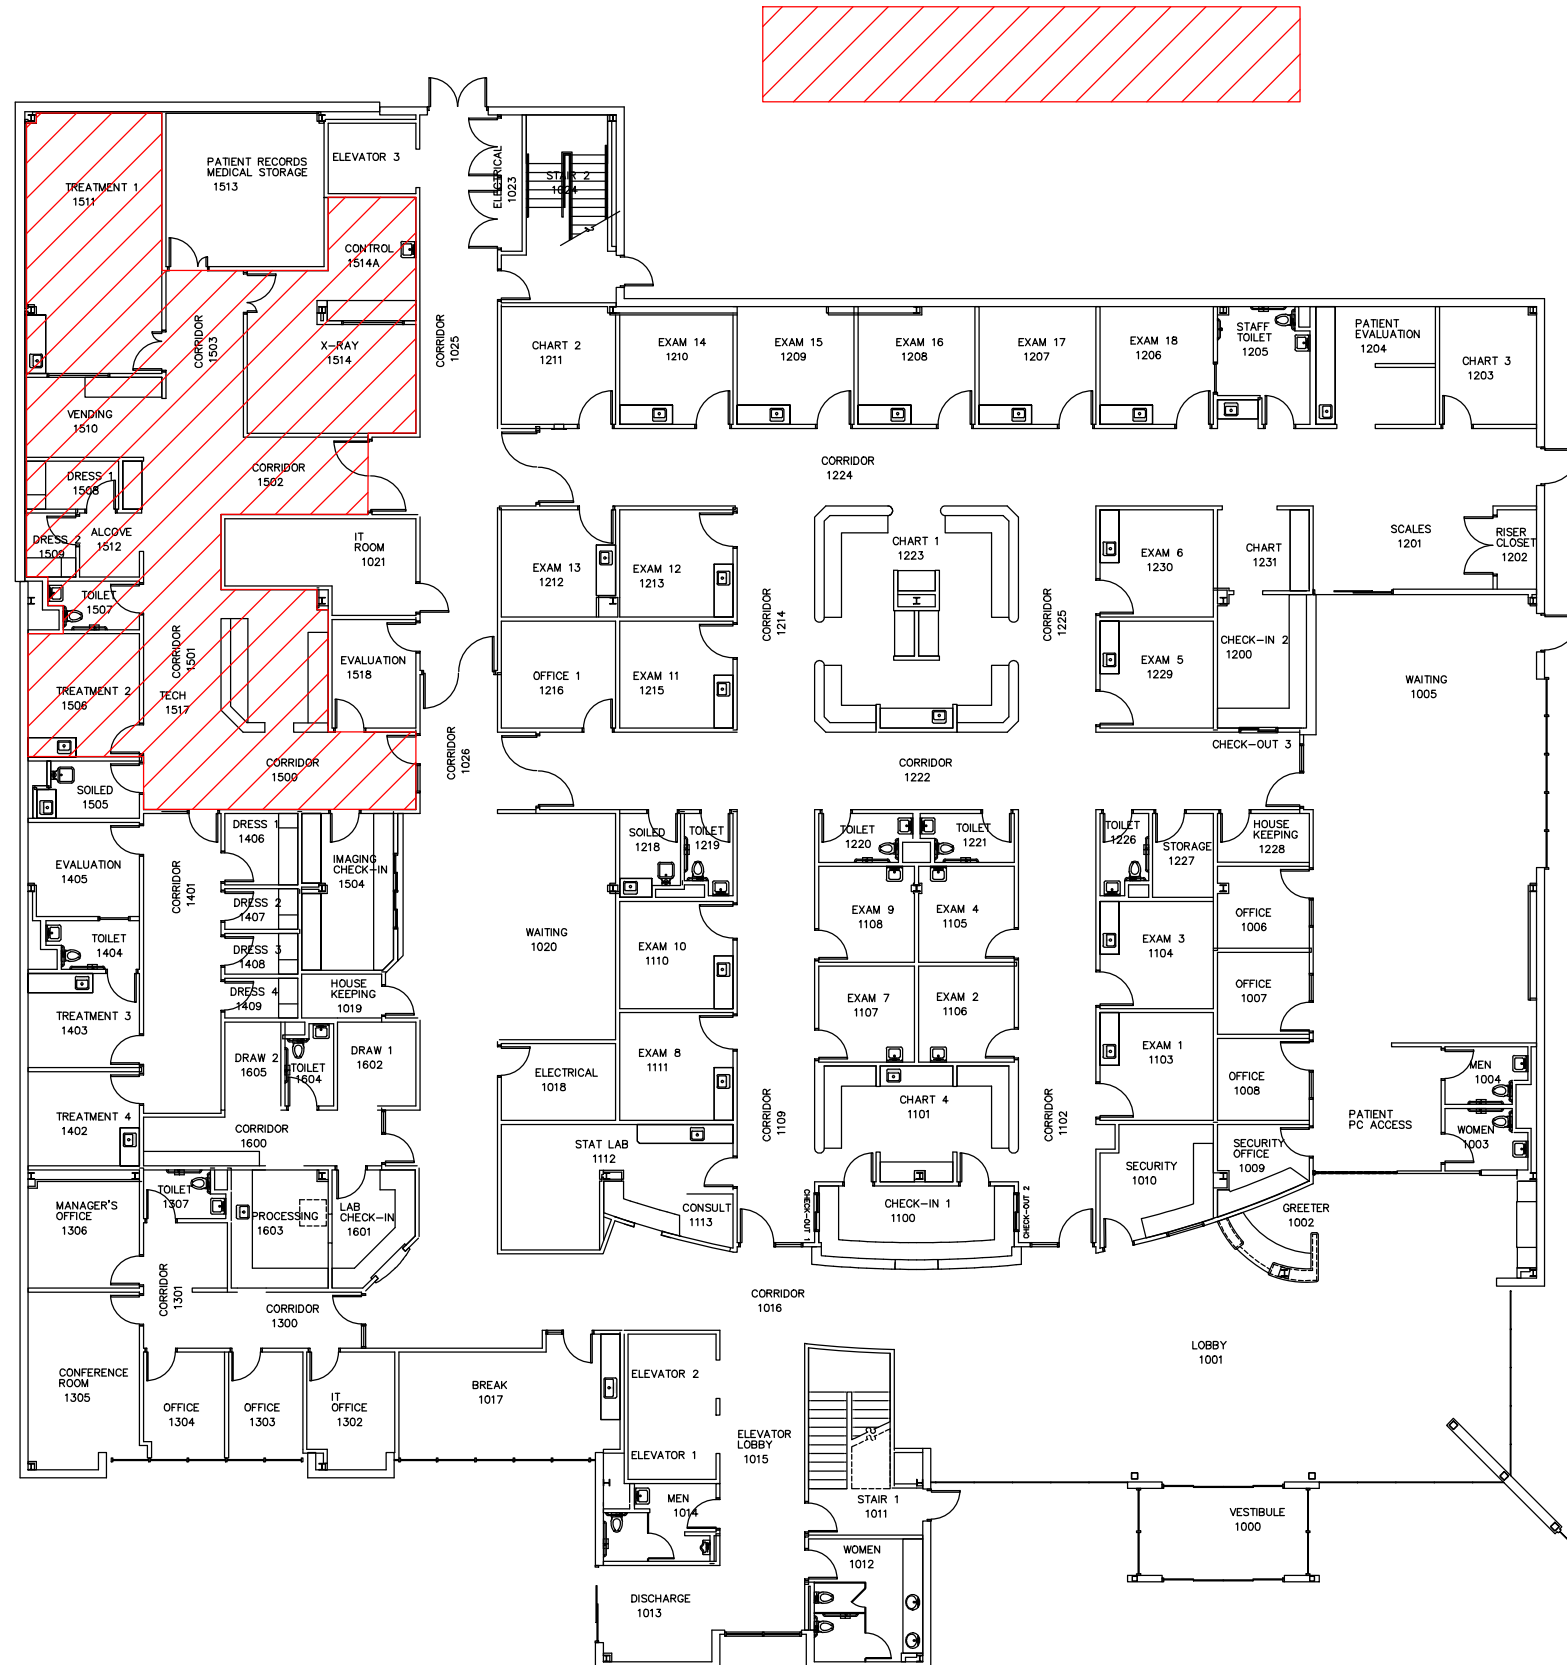 ELEVATOR 3
PATIENT RECORDS
MEDICAL STORAGE
1513
TREATMENT 1
1511
ELECTRICAL
1023
STAIR 2
1024
CONTROL
1514A
CORRIDOR
1503
X-RAY
1514
CORRIDOR
1025
CHART 2
1211
EXAM 14
1210
EXAM 15
1209
EXAM 16
1208
EXAM 17
1207
EXAM 18
1206
STAFF
TOILET
1205
PATIENT
EVALUATION
1204
CHART 3
1203
VENDING
1510
DRESS 1
1508
CORRIDOR
1502
CORRIDOR
1224
DRESS 2
1509
ALCOVE
1512
IT
ROOM
1021
EXAM 13
1212
EXAM 12
1213
CHART 1
1223
EXAM 6
1230
CHART
1231
SCALES
1201
RISER
CLOSET
1202
TOILET
1507
CORRIDOR
1501
CORRIDOR
1214
CORRIDOR
1225
CHECK-IN 2
1200
TREATMENT 2
1506
TECH
1517
EVALUATION
1518
OFFICE 1
1216
EXAM 11
1215
EXAM 5
1229
WAITING
1005
CORRIDOR
1500
CORRIDOR
1026
CORRIDOR
1222
CHECK-OUT 3
SOILED
1505
DRESS 1
1406
IMAGING
CHECK-IN
1504
SOILED
1218
TOILET
1219
TOILET
1220
TOILET
1221
TOILET
1226
STORAGE
1227
HOUSE
KEEPING
1228
EVALUATION
1405
CORRIDOR
1401
DRESS 2
1407
WAITING
1020
EXAM 9
1108
EXAM 4
1105
OFFICE
1006
TOILET
1404
DRESS 3
1408
EXAM 10
1110
EXAM 3
1104
TREATMENT 3
1403
DRESS 4
1409
HOUSE
KEEPING
1019
EXAM 7
1107
EXAM 2
1106
OFFICE
1007
DRAW 2
1605
TOILET
1604
DRAW 1
1602
ELECTRICAL
1018
EXAM 8
1111
EXAM 1
1103
OFFICE
1008
MEN
1004
TREATMENT 4
1402
CORRIDOR
1600
STAT LAB
1112
CORRIDOR
1109
CHART 4
1101
CORRIDOR
1102
SECURITY
1010
SECURITY
OFFICE
1009
PATIENT
PC ACCESS
WOMEN
1003
MANAGER'S
OFFICE
1306
TOILET
1307
PROCESSING
1603
LAB
CHECK-IN
1601
CONSULT
1113
CHECK-OUT 1
CHECK-IN 1
1100
CHECK-OUT 2
GREETER
1002
CORRIDOR
1301
CORRIDOR
1300
CORRIDOR
1016
LOBBY
1001
CONFERENCE
ROOM
1305
OFFICE
1304
OFFICE
1303
IT
OFFICE
1302
BREAK
1017
ELEVATOR 2
ELEVATOR 1
ELEVATOR
LOBBY
1015
MEN
1014
STAIR 1
1011
VESTIBULE
1000
WOMEN
1012
DISCHARGE
1013